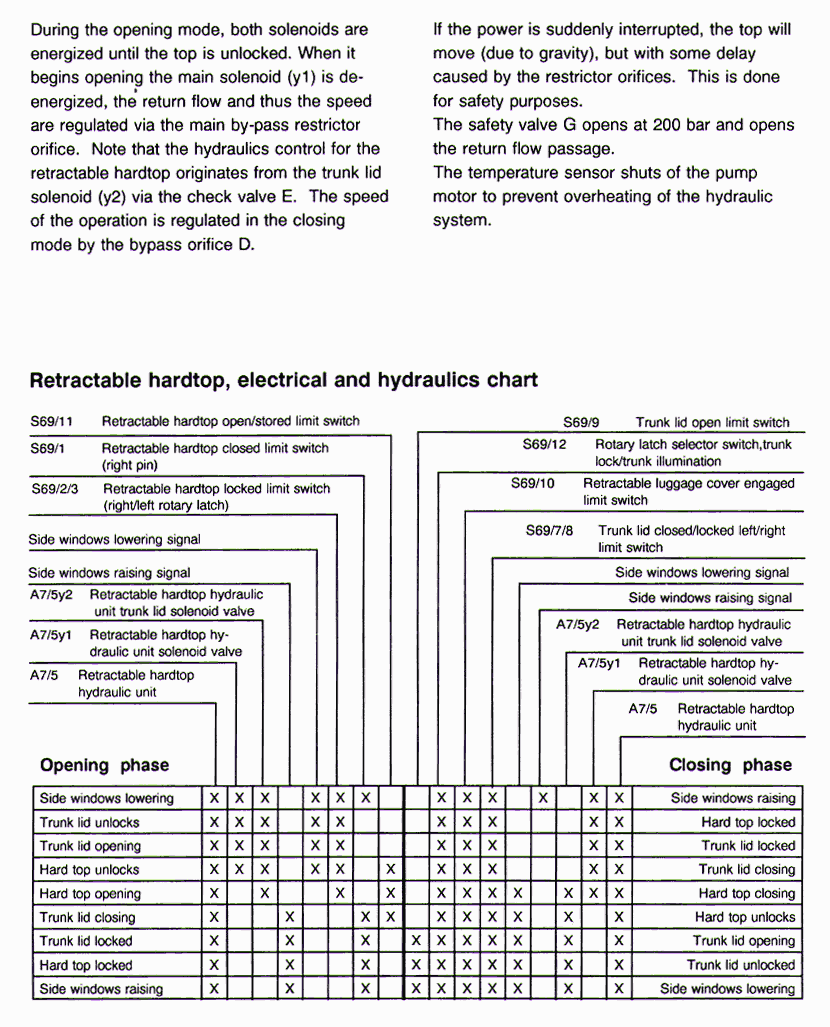 During the opening mode, both solenoids are
energized until the top is unlocked. When it
begins opening the main solenoid (y1) is de-
energized, the return flow and thus the speed
are regulated via the main by-pass restrictor
orifice. Note that the hydraulics control for the
retractable hardtop originates from the trunk lid
solenoid (y2) via the check valve E. The speed
of the operation is regulated in the closing
mode by the bypass orifice D.
If the power is suddenly interrupted, the top will
move (due to gravity), but with some delay
caused by the restrictor orifices. This is done
for safety purposes.
The safety valve G opens at 200 bar and opens
the return flow passage.
The temperature sensor shuts of the pump
motor to prevent overheating of the hydraulic
system.
Retractable hardtop, electrical and hydraulics chart
S69/11 Retractable hardtop open/stored limit switch
S69/1 Retractable hardtop closed limit switch
(right pin)
S69/2/3 Retractable hardtop locked limit switch
(right/left rotary latch)
Side windows lowering signal
Side windows raising signal
A7/5y2 Retractable hardtop hydraulic
unit trunk lid solenoid valve
A7/5y1 Retractable hardtop hy-
draulic unit solenoid valve
A7/5 Retractable hardtop
hydraulic unit
S69/9 Trunk lid open limit switch
S69/12 Rotary latch selector switch,trunk
lock/trunk illumination
S69/10 Retractable luggage cover engaged
limit switch
S69/7/8 Trunk lid closed/locked left/right
limit switch
Side windows lowering signal
Side windows raising signal
A7/5y2 Retractable hardtop hydraulic
unit trunk lid solenoid valve
A7/5y1 Retractable hardtop hy-
draulic unit solenoid valve
A7/5 Retractable hardtop
hydraulic unit
Opening phase Closing phase
Side windows lowering X X X X X X X X X X X X Side windows raising
Trunk lid unlocks X X X X X X X X X X Hard top locked
Trunk lid opening X X X X X X X X X X Trunk lid locked
Hard top unlocks X X X X X X X X X X X Trunk lid closing
Hard top opening X X X X X X X X X X X Hard top closing
Trunk lid closing X X X X X X X X X X Hard top unlocks
Trunk lid locked X X X X X X X X X X Trunk lid opening
Hard top locked X X X X X X X X X X Trunk lid unlocked
Side windows raising X X X X X X X X X X Side windows lowering